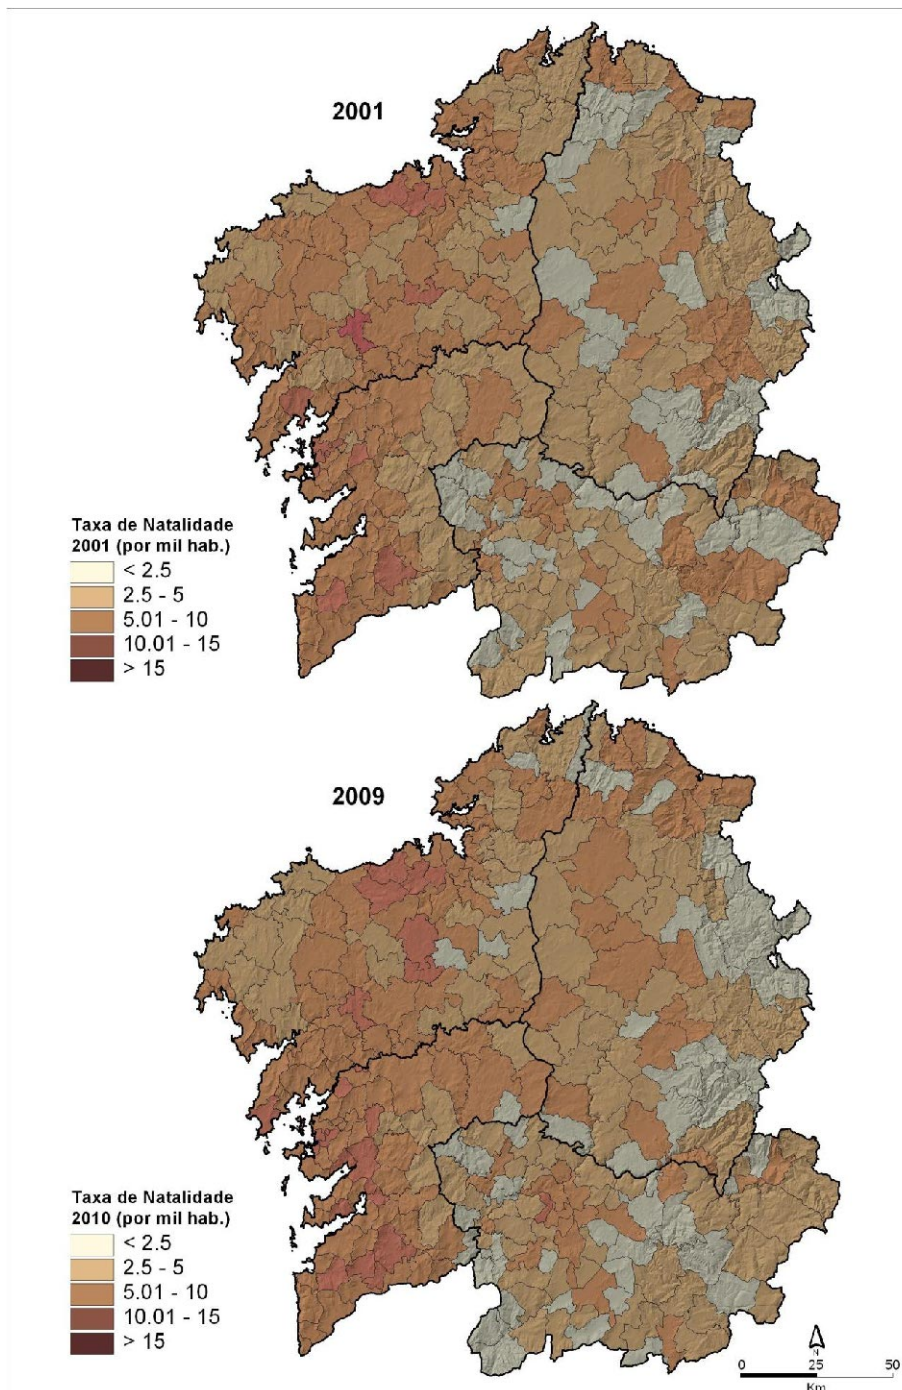 2001
Taxa de Natalidade
2001 (por mil hab.)
< 2.5
2.5 - 5
5.01 - 10
10.01 - 15
> 15
2009
Taxa de Natalidade
2010 (por mil hab.)
< 2.5
2.5 - 5
5.01 - 10
10.01 - 15
> 15
N
0 25 50
Km